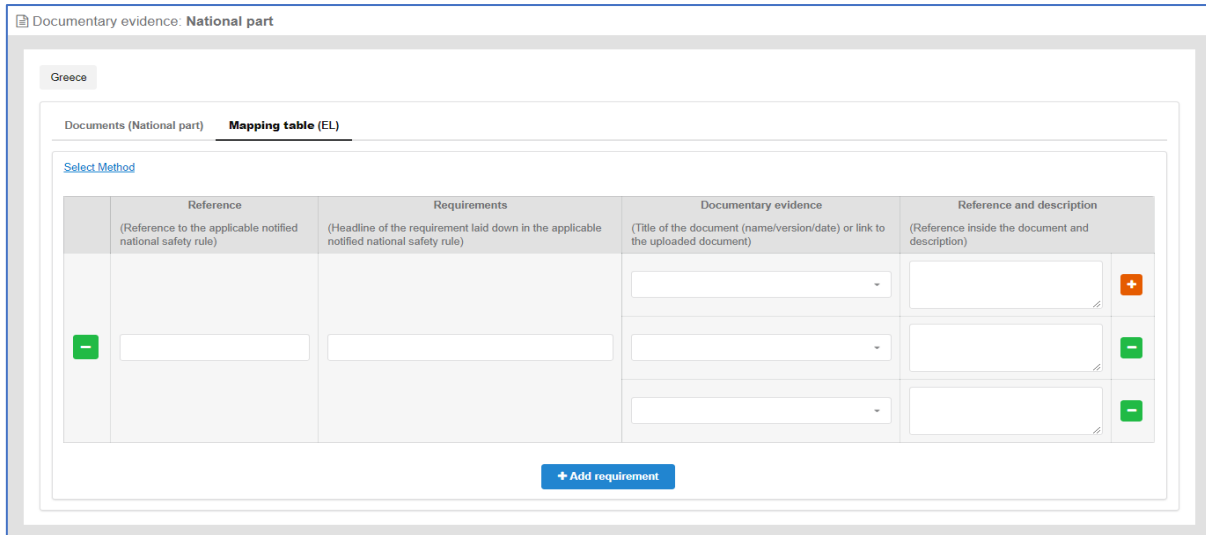 Documentary evidence: National part
Greece
Documents (National part) Mapping table (EL)
Select Method
Reference Requirements Documentary evidence Reference and description
(Reference to the applicable notified
national safety rule)
(Headline of the requirement laid down in the applicable
notified national safety rule)
(Title of the document (name/version/date) or link to
the uploaded document)
(Reference inside the document and
description)
+ Add requirement